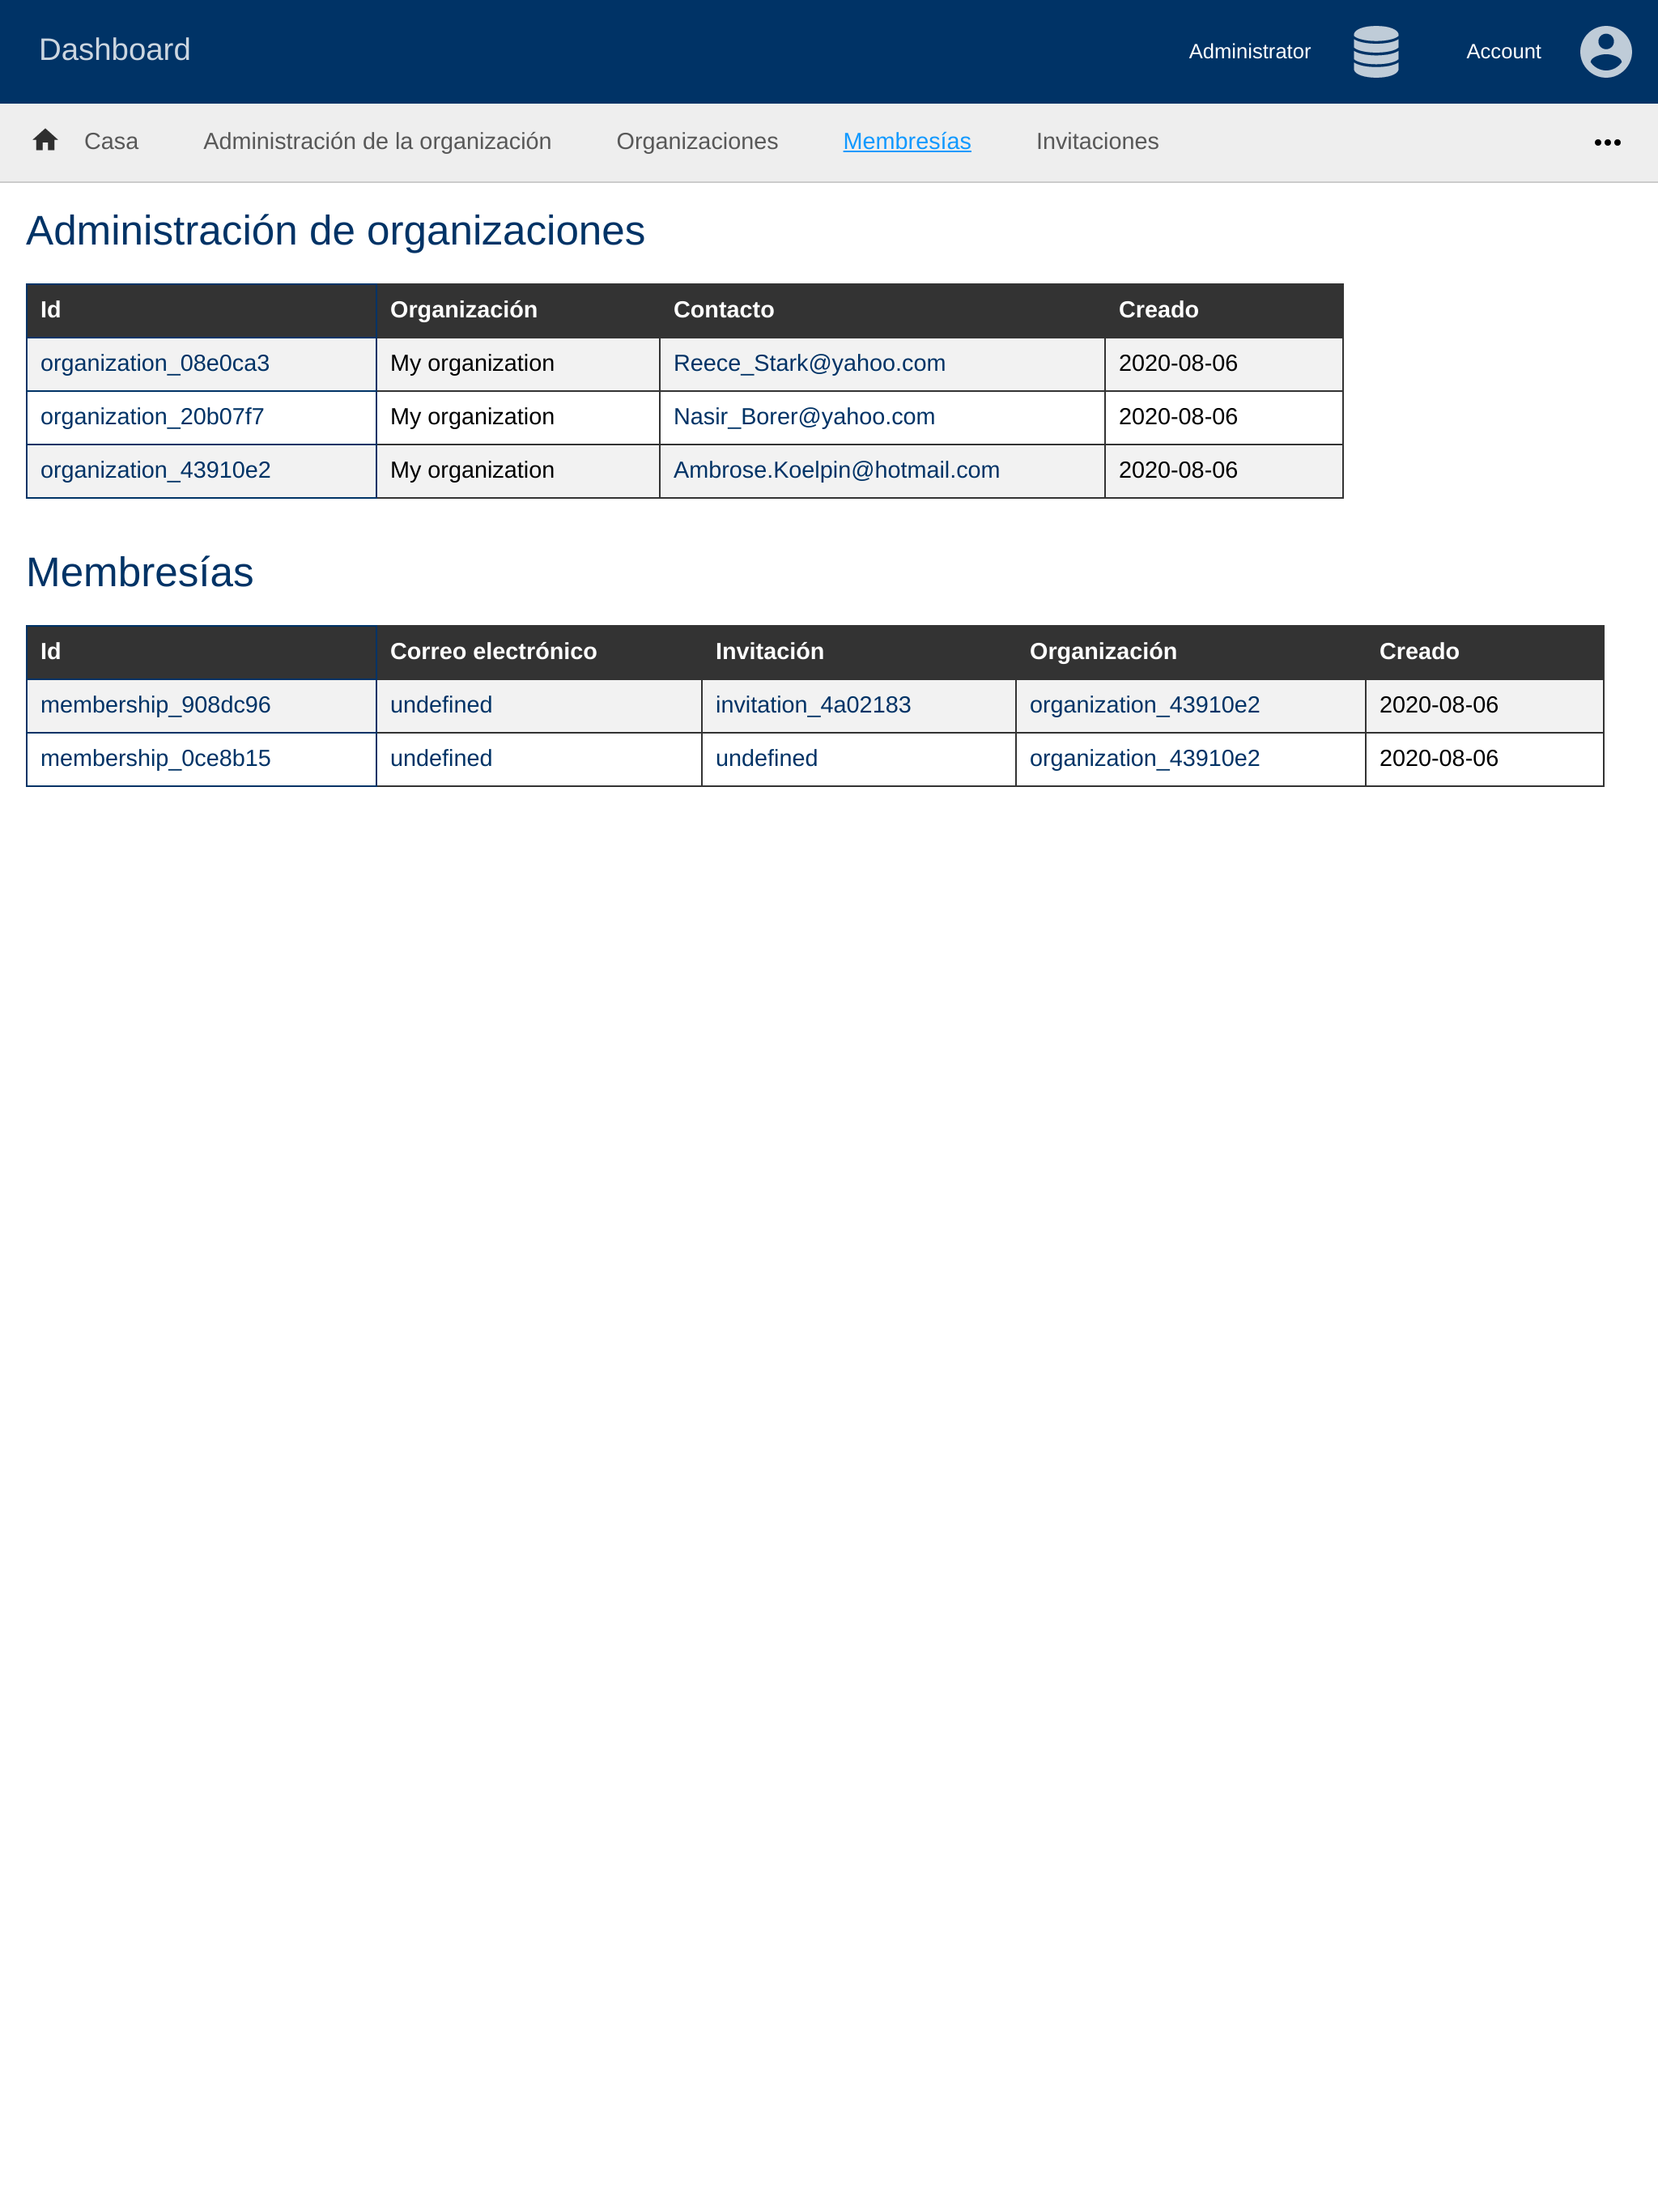 Dashboard
Administrator
Account
Casa Administración de la organización Organizaciones Membresías Invitaciones
Administración de organizaciones
Id Organización Contacto Creado
organization_08e0ca3 My organization Reece_Stark@yahoo.com 2020-08-06
organization_20b07f7 My organization Nasir_Borer@yahoo.com 2020-08-06
organization_43910e2 My organization Ambrose.Koelpin@hotmail.com 2020-08-06
Membresías
Id Correo electrónico Invitación Organización Creado
membership_908dc96 undefined invitation_4a02183 organization_43910e2 2020-08-06
membership_0ce8b15 undefined undefined organization_43910e2 2020-08-06